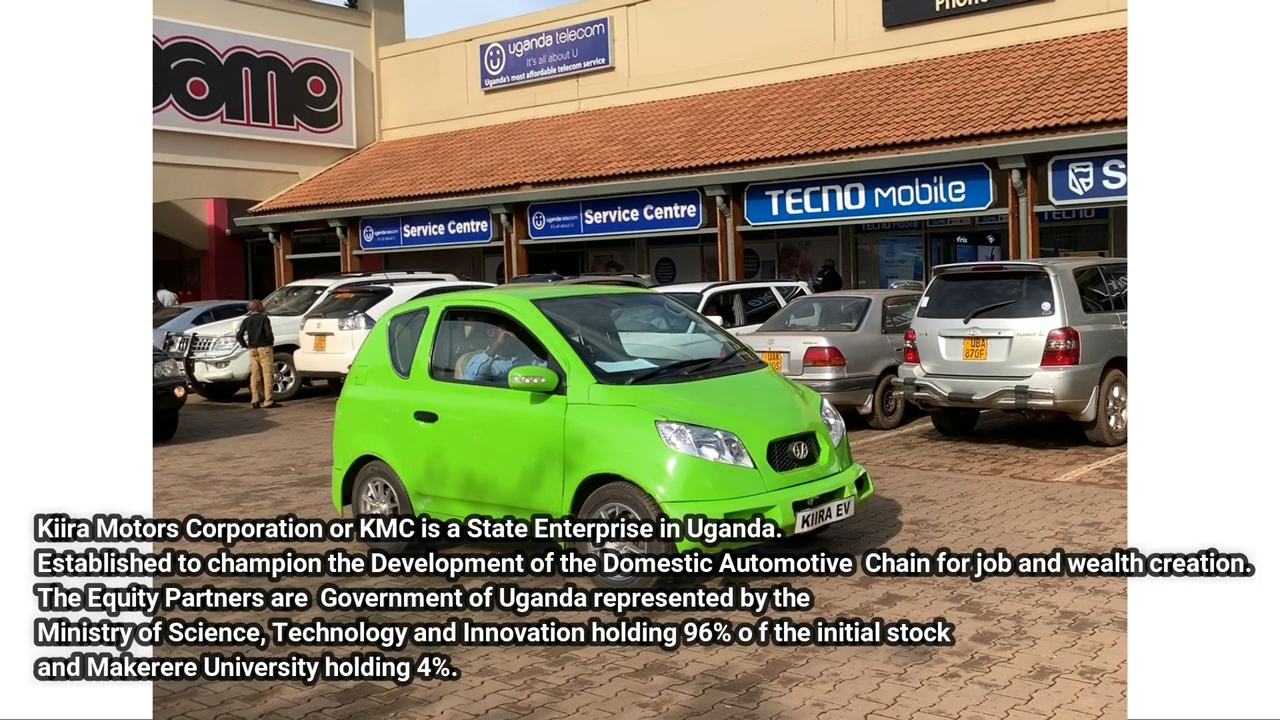 uganda telecom
It's all about U
Uganda's most affordable telecom service
Service Centre
uganda telecom
Service Centre
TECNO mobile
S
TECNO
UBA
870F
KIIRA EV
Kiira Motors Corporation or KMC is a State Enterprise in Uganda.
Established to champion the Development of the Domestic Automotive Chain for job and wealth creation.
The Equity Partners are Government of Uganda represented by the
Ministry of Science, Technology and Innovation holding 96% o f the initial stock
and Makerere University holding 4%.